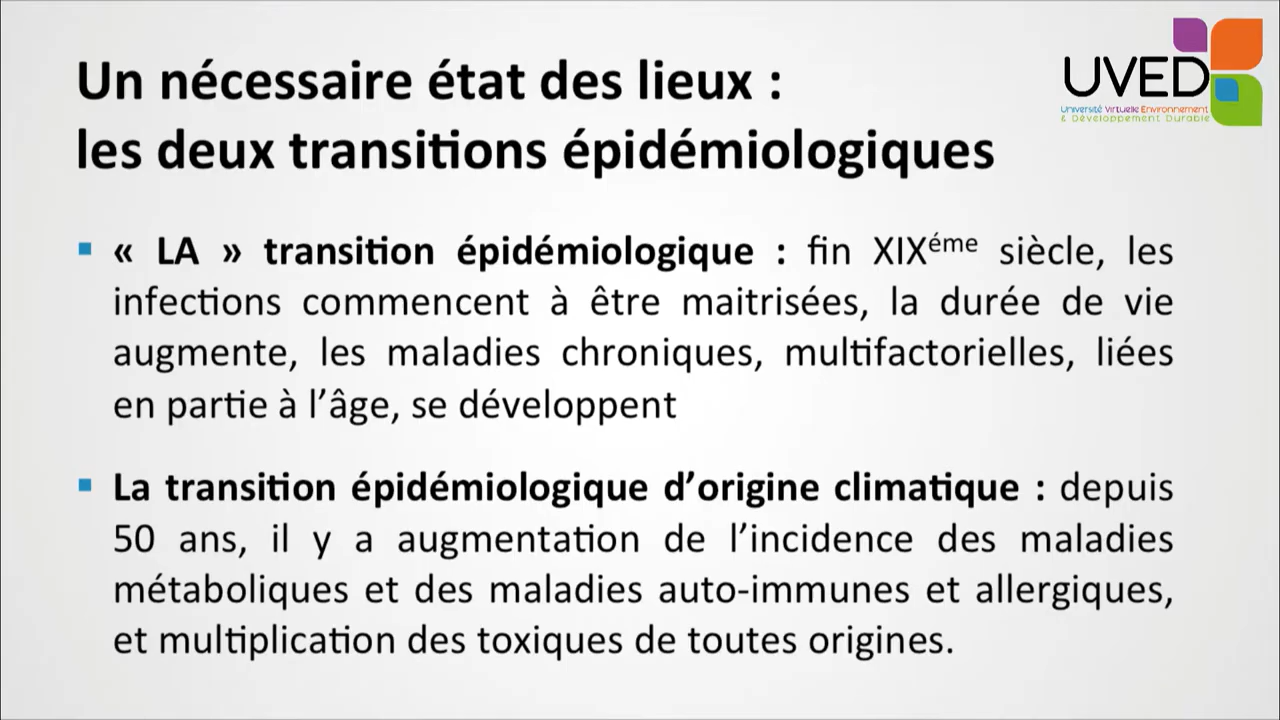 Un nécessaire état des lieux :
les deux transitions épidémiologiques
UVED
Université Virtuelle Environnement
& Développement Durable
« LA » transition épidémiologique : fin XIXéme siècle, les
infections commencent à être maitrisées, la durée de vie
augmente, les maladies chroniques, multifactorielles, liées
en partie à l’âge, se développent
La transition épidémiologique d’origine climatique : depuis
50 ans, il y a augmentation de l’incidence des maladies
métaboliques et des maladies auto-immunes et allergiques,
et multiplication des toxiques de toutes origines.